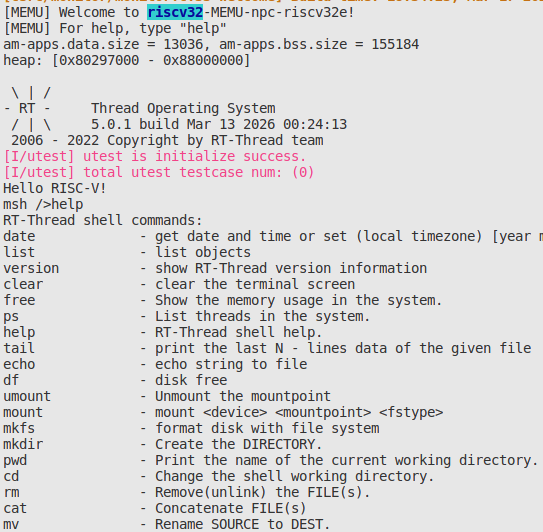 [MEMU] Welcome to riscv32-MEMU-npc-riscv32e!
[MEMU] For help, type "help"
am-apps.data.size = 13036, am-apps.bss.size = 155184
heap: [0x80297000 - 0x88000000]
\ | /
- RT -     Thread Operating System
/ | \     5.0.1 build Mar 13 2026 00:24:13
2006 - 2022 Copyright by RT-Thread team
[I/utest] utest is initialize success.
[I/utest] total utest testcase num: (0)
Hello RISC-V!
msh />help
RT-Thread shell commands:
date             - get date and time or set (local timezone) [year m
list             - list objects
version          - show RT-Thread version information
clear            - clear the terminal screen
free             - Show the memory usage in the system.
ps               - List threads in the system.
help             - RT-Thread shell help.
tail             - print the last N - lines data of the given file
echo             - echo string to file
df               - disk free
umount           - Unmount the mountpoint
mount            - mount <device> <mountpoint> <fstype>
mkfs             - format disk with file system
mkdir            - Create the DIRECTORY.
pwd              - Print the name of the current working directory.
cd               - Change the shell working directory.
rm               - Remove(unlink) the FILE(s).
cat              - Concatenate FILE(s)
mv               - Rename SOURCE to DEST.